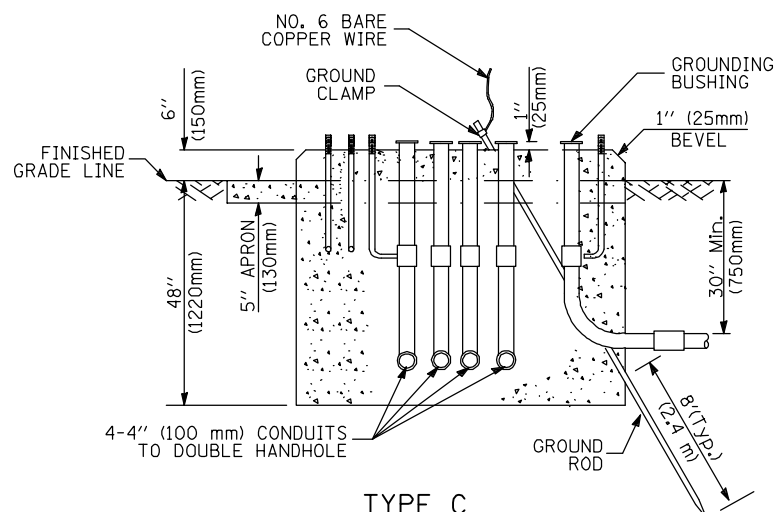 NO. 6 BARE
COPPER WIRE
GROUND
CLAMP
1"
(25mm)
GROUNDING
BUSHING
6"
(150mm)
1" (25mm)
BEVEL
FINISHED
GRADE LINE
48"
(1220mm)
5" APRON
(130mm)
30" Min.
(750mm)
4-4" (100 mm) CONDUITS
TO DOUBLE HANDHOLE
GROUND
ROD
8'(Typ.)
(2.4 m)
TYPE C